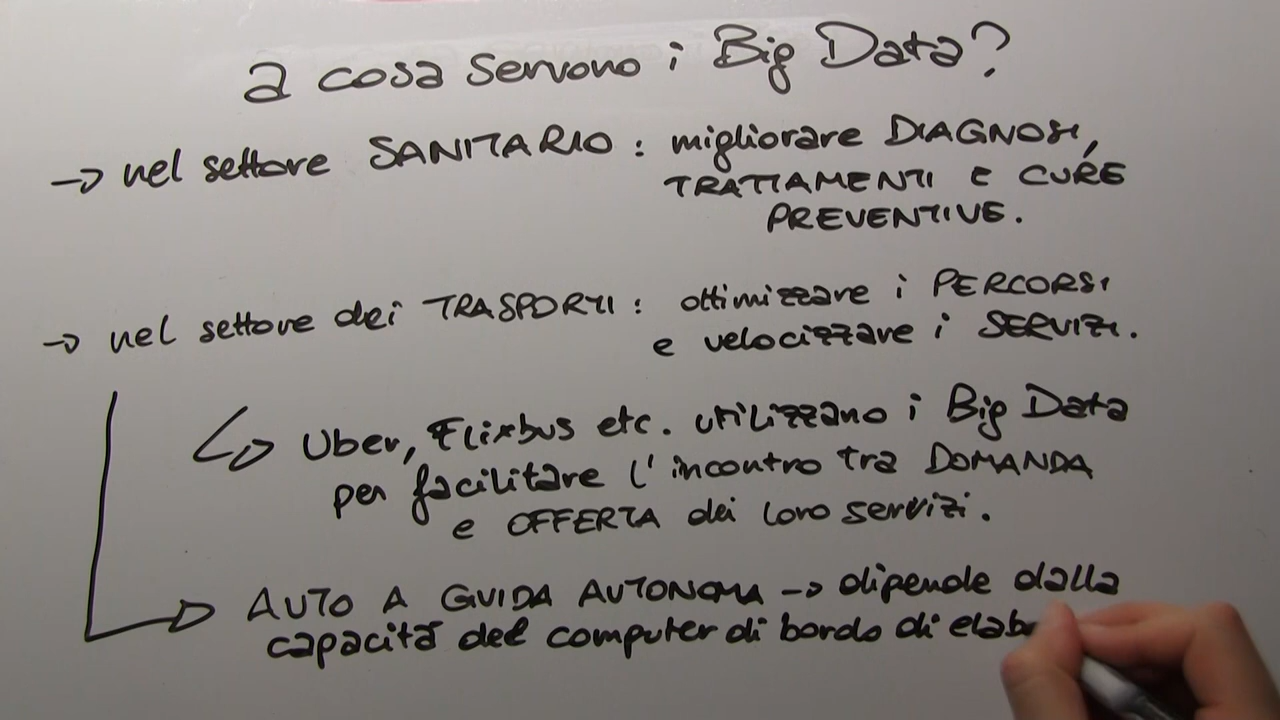 a cosa servono i Big Data?
→ nel settore SANITARIO: migliorare DIAGNOSI,
TRATTAMENTI E CURE
PREVENTIVE.
→ nel settore dei TRASPORTI: ottimizzare i PERCORSI
e velocizzare i SERVIZI.
Uber, Flixbus etc. utilizzano i Big Data
per facilitare l'incontro tra DOMANDA
e OFFERTA dei loro servizi.
AUTO A GUIDA AUTONOMA → dipende dalla
capacità del computer di bordo di elab